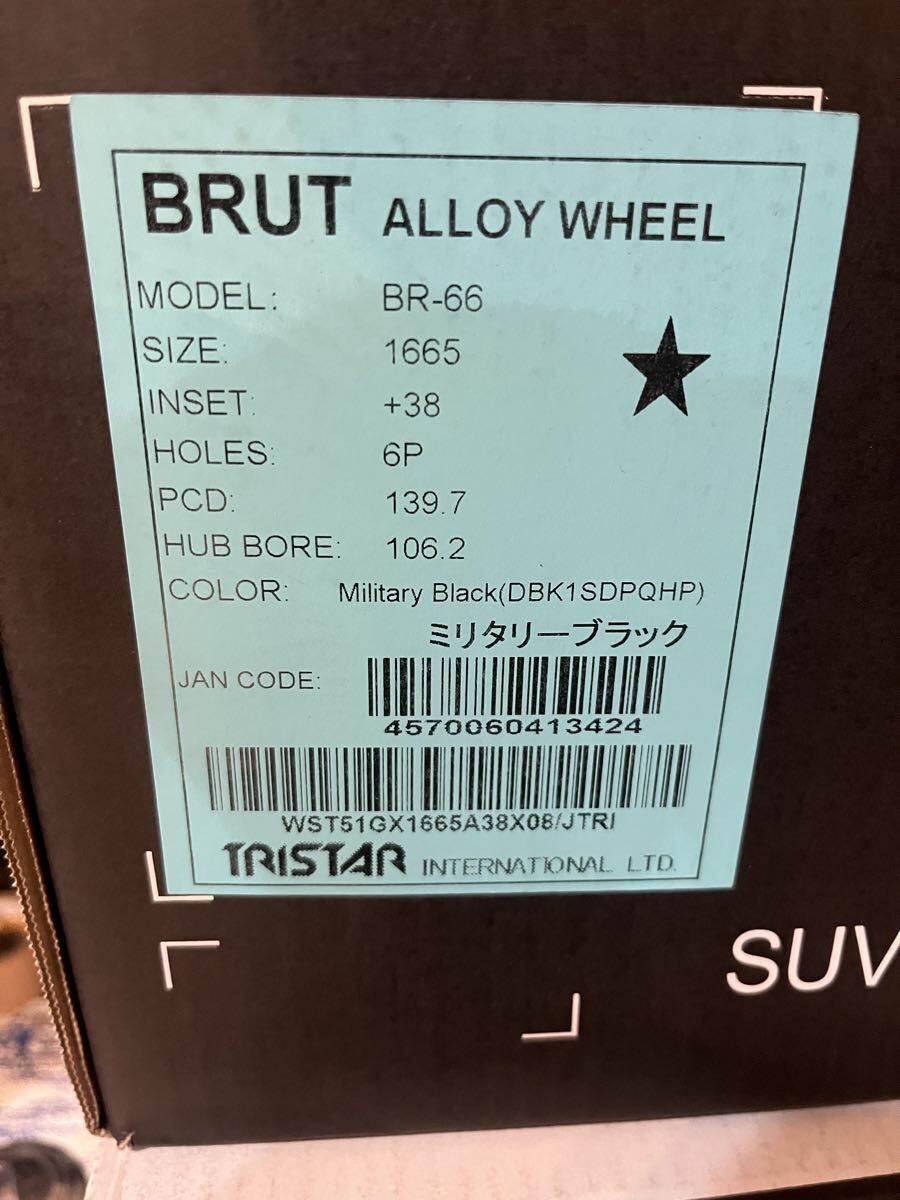 BRUT ALLOY WHEEL
MODEL: BR-66
SIZE: 1665
INSET: +38
HOLES: 6P
PCD: 139.7
HUB BORE: 106.2
COLOR: Military Black(DBK1SDPQHP)
ミリタリーブラック
JAN CODE:
4570060413424
WST51GX1665A38X08/JTRI
TRISTAR INTERNATIONAL LTD.
SUV